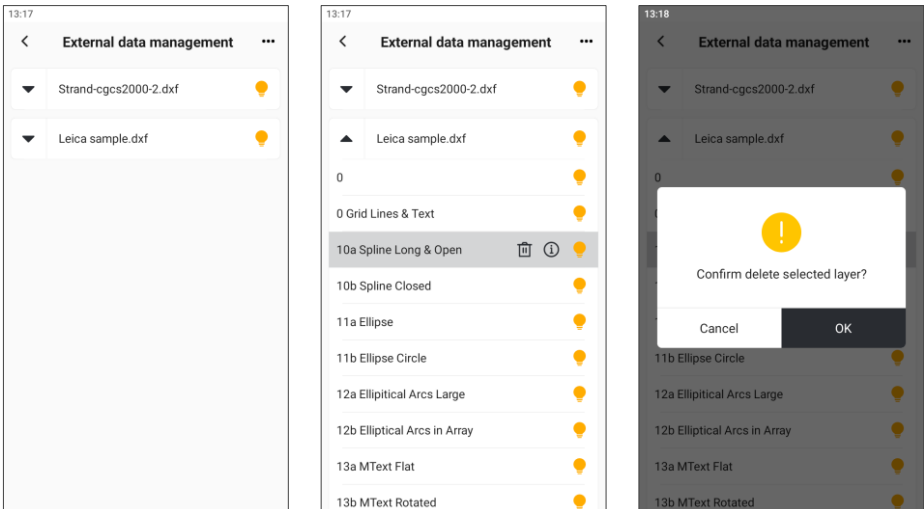 13:17
External data management
Strand-cgcs2000-2.dxf
Leica sample.dxf
13:17
External data management
Strand-cgcs2000-2.dxf
Leica sample.dxf
0
0 Grid Lines & Text
10a Spline Long & Open
10b Spline Closed
11a Ellipse
11b Ellipse Circle
12a Ellipitical Arcs Large
12b Elliptical Arcs in Array
13a MText Flat
13b MText Rotated
13:18
External data management
Strand-cgcs2000-2.dxf
Leica sample.dxf
0
Confirm delete selected layer?
Cancel
OK
11b Ellipse Circle
12a Ellipitical Arcs Large
12b Elliptical Arcs in Array
13a MText Flat
13b MText Rotated